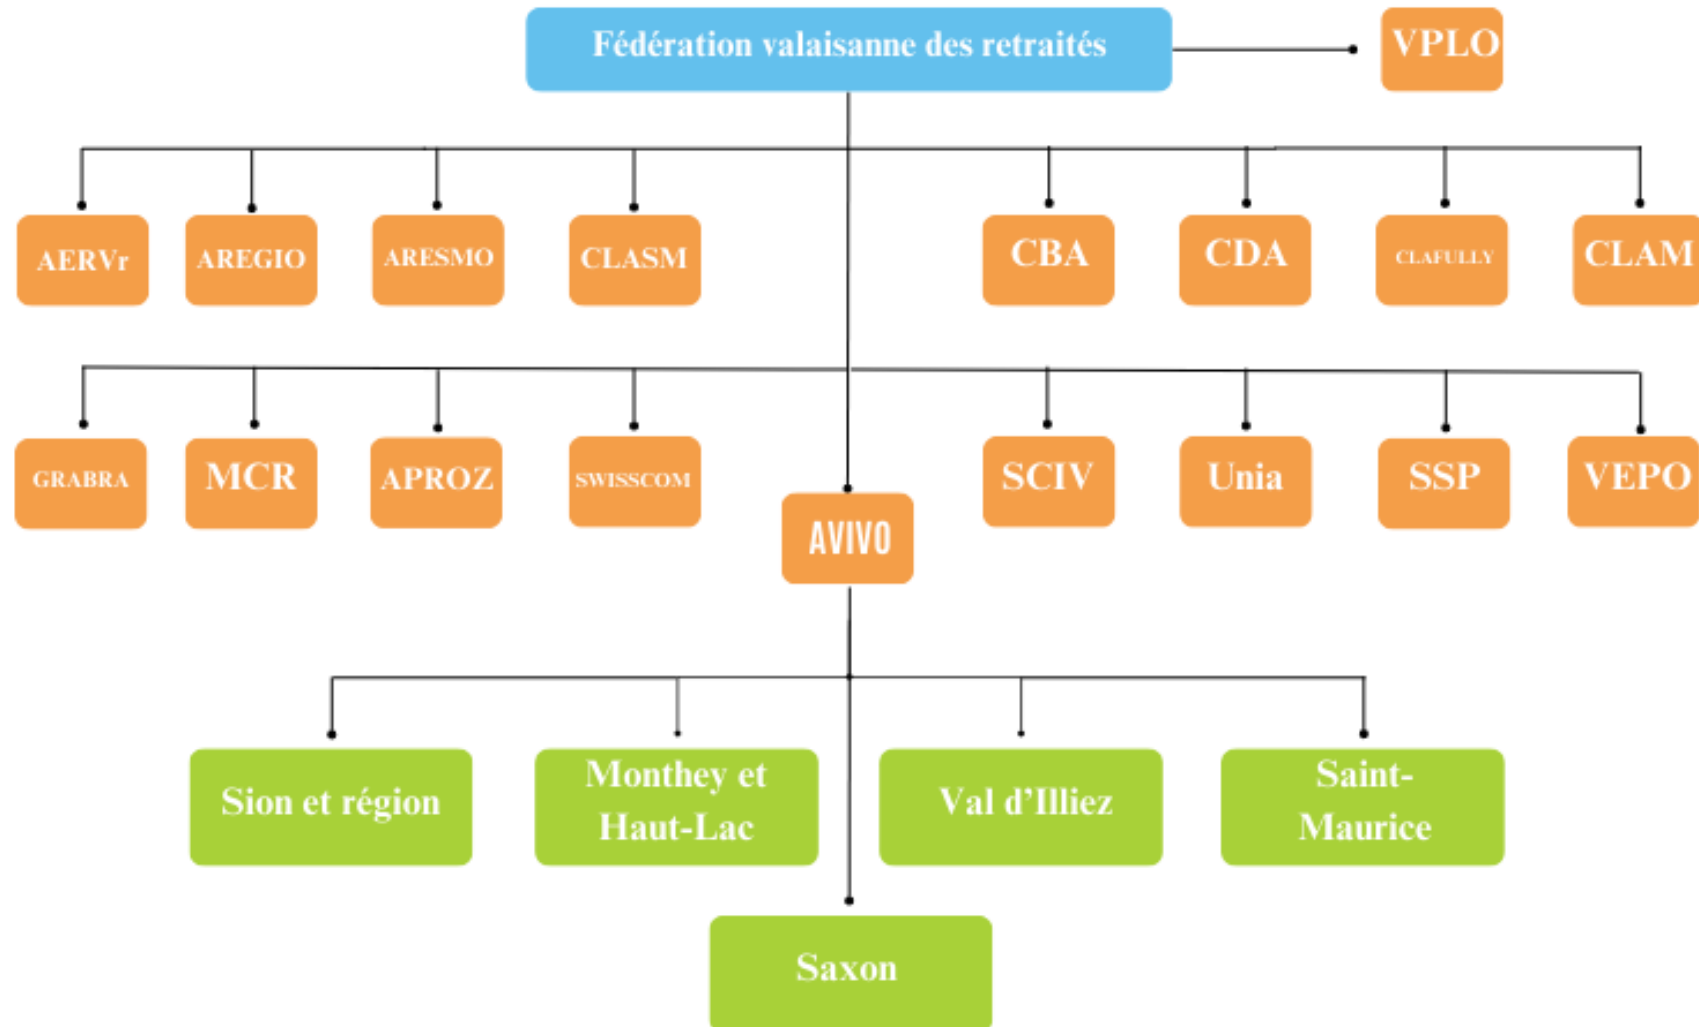 Fédération valaisanne des retraités
VPLO
AERVr
AREGIO
ARESMO
CLASM
CBA
CDA
CLAFULLY
CLAM
GRABRA
MCR
APROZ
SWISSCOM
SCIV
Unia
SSP
VEPO
AVIVO
Sion et région
Monthey et
Haut-Lac
Val d’Illiez
Saint-
Maurice
Saxon